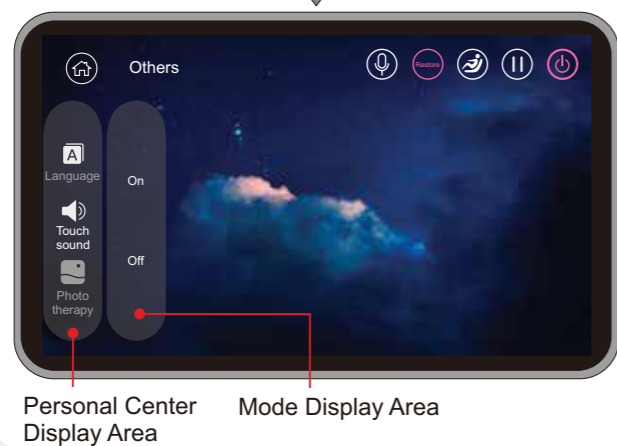 Others
Restore
A
Language
Touch
sound
Photo
therapy
On
Off
Personal Center
Display Area
Mode Display Area